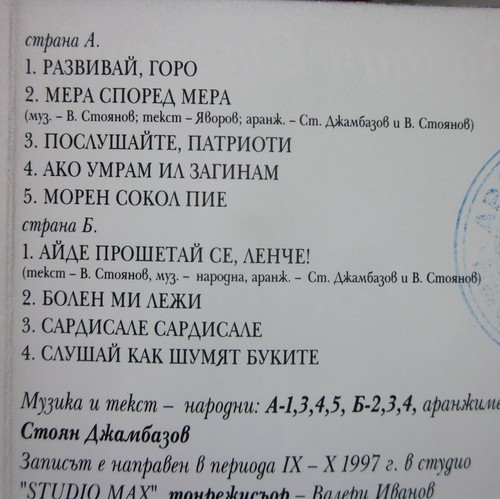 страна А.
1. РАЗВИВАЙ, ГОРО
2. МЕРА СПОРЕД МЕРА
(муз. – В. Стоянов; текст – Яворов; аранж. – Ст. Джамбазов и В. Стоянов)
3. ПОСЛУШАЙТЕ, ПАТРИОТИ
4. АКО УМРАМ ИЛ ЗАГИНАМ
5. МОРЕН СОКОЛ ПИЕ
страна Б.
1. АЙДЕ ПРОШЕТАЙ СЕ, ЛЕНЧЕ!
(текст – В. Стоянов, муз. – народна, аранж. – Ст. Джамбазов и В. Стоянов)
2. БОЛЕН МИ ЛЕЖИ
3. САРДИСАЛЕ САРДИСАЛЕ
4. СЛУШАЙ КАК ШУМЯТ БУКИТЕ
Музика и текст – народни: А-1,3,4,5, Б-2,3,4, аранжиме
Стоян Джамбазов
Записът е направен в периода IX – X 1997 г. в студио
"STUDIO MAX", тонрежисьор – Валери Иванов